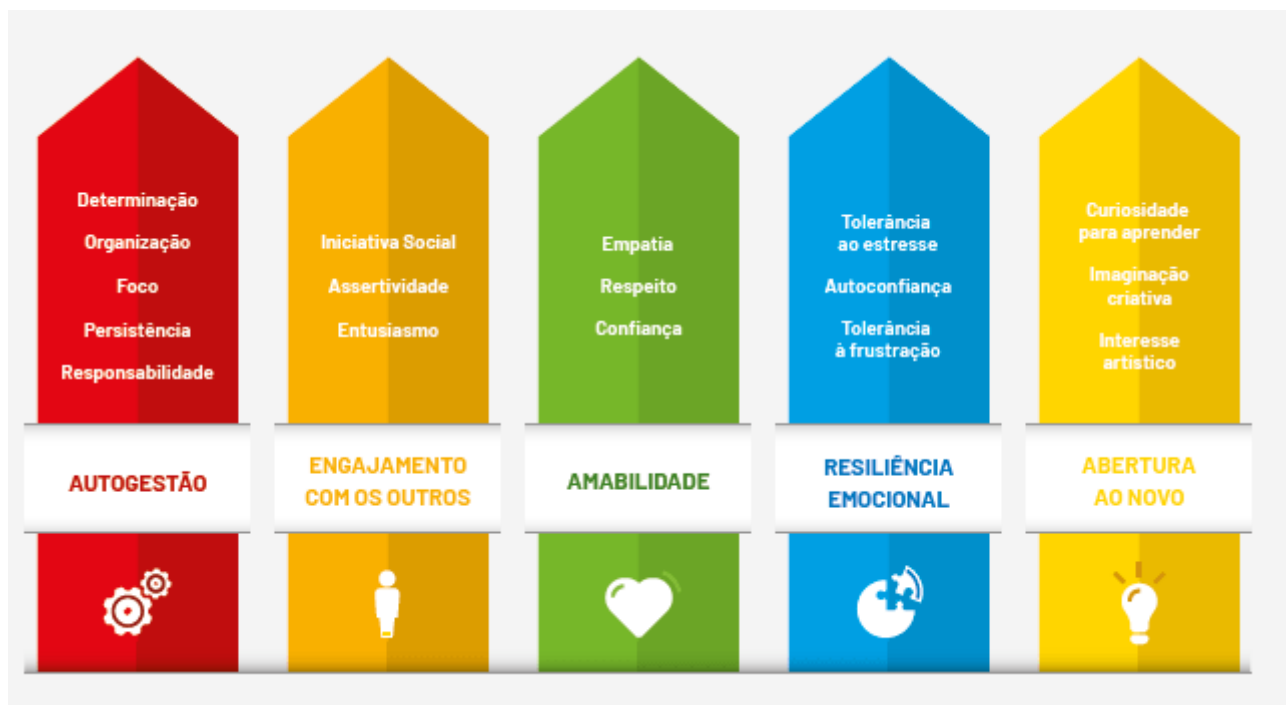 Determinação
Organização
Foco
Persistência
Responsabilidade
AUTOGESTÃO
Iniciativa Social
Assertividade
Entusiasmo
ENGAJAMENTO
COM OS OUTROS
Empatia
Respeito
Confiança
AMABILIDADE
Tolerância
ao estresse
Autoconfiança
Tolerância
à frustração
RESILIÊNCIA
EMOCIONAL
Curiosidade
para aprender
Imaginação
criativa
Interesse
artístico
ABERTURA
AO NOVO